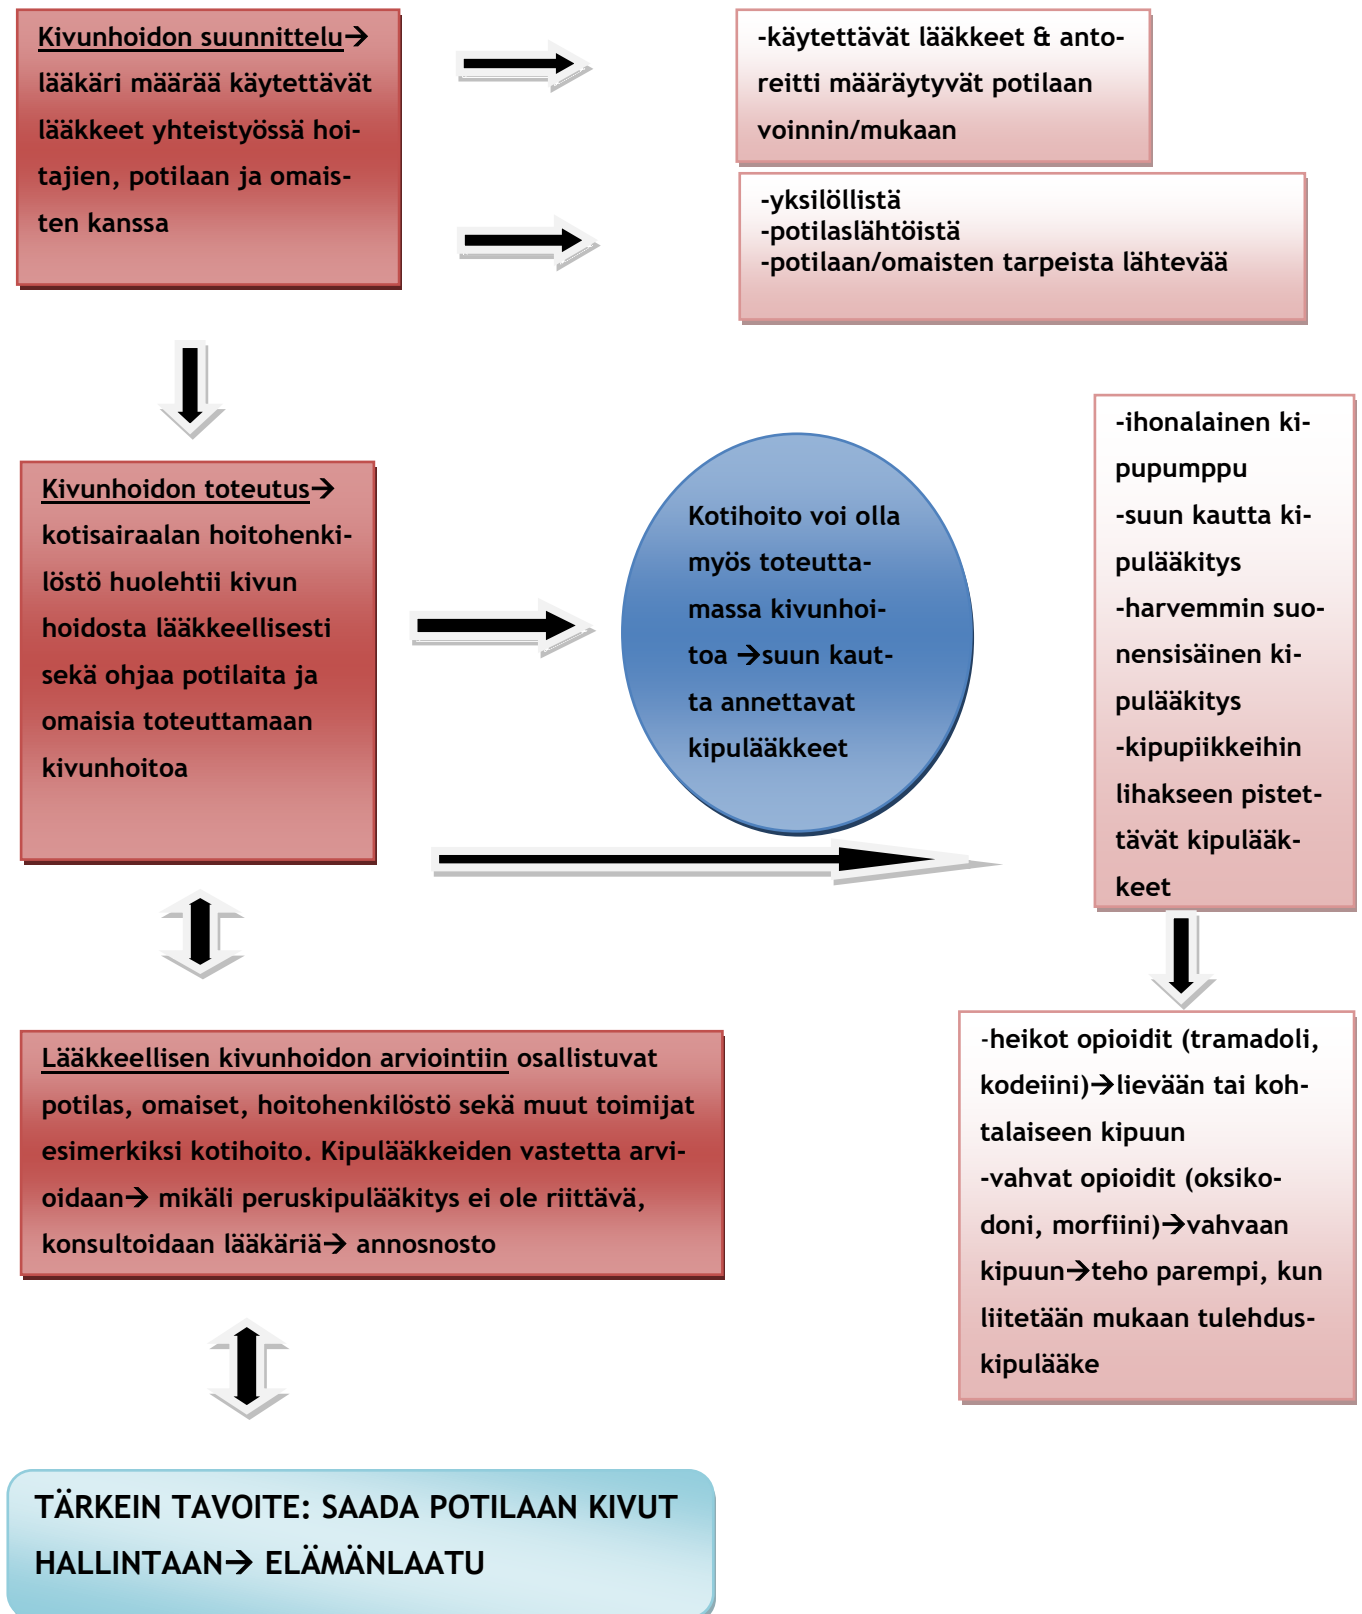 Kivunhoidon suunnittelu→
lääkäri määrää käytettävät
lääkkeet yhteistyössä hoi-
tajien, potilaan ja omais-
ten kanssa
-käytettävät lääkkeet & anto-
reitti määräytyvät potilaan
voinnin/mukaan
-yksilöllistä
-potilaslähtöistä
-potilaan/omaisten tarpeista lähtevää
Kivunhoidon toteutus→
kotisairaalan hoitohenki-
löstö huolehtii kivun
hoidosta lääkkeellisesti
sekä ohjaa potilaita ja
omaisia toteuttamaan
kivunhoitoa
Kotihoito voi olla
myös toteutta-
massa kivunhoi-
toa →suun kaut-
ta annettavat
kipulääkkeet
-ihonalainen ki-
pupumppu
-suun kautta ki-
pulääkitys
-harvemmin suo-
nensisäinen ki-
pulääkitys
-kipupiikkeihin
lihakseen pistet-
tävät kipulääk-
keet
Lääkkeellisen kivunhoidon arviointiin osallistuvat
potilas, omaiset, hoitohenkilöstö sekä muut toimijat
esimerkiksi kotihoito. Kipulääkkeiden vastetta arvi-
oidaan→ mikäli peruskipulääkitys ei ole riittävä,
konsultoidaan lääkäriä→ annosnosto
-heikot opioidit (tramadoli,
kodeiini)→lievään tai koh-
talaiseen kipuun
-vahvat opioidit (oksiko-
doni, morfiini)→vahvaan
kipuun→teho parempi, kun
liitetään mukaan tulehdus-
kipulääke
TÄRKEIN TAVOITE: SAADA POTILAAN KIVUT
HALLINTAAN→ ELÄMÄNLAATU